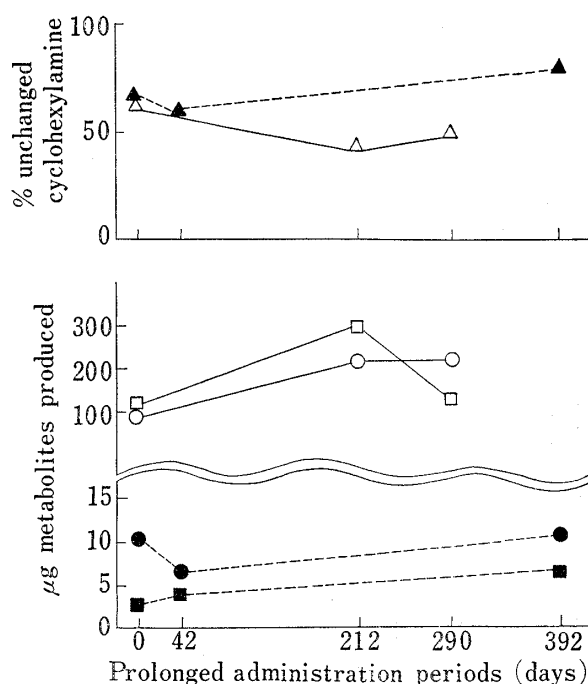 % unchanged
cyclohexylamine
100
50
0
μg metabolites produced
300
200
100
15
10
5
0
0 42 212 290 392
Prolonged administration periods (days)